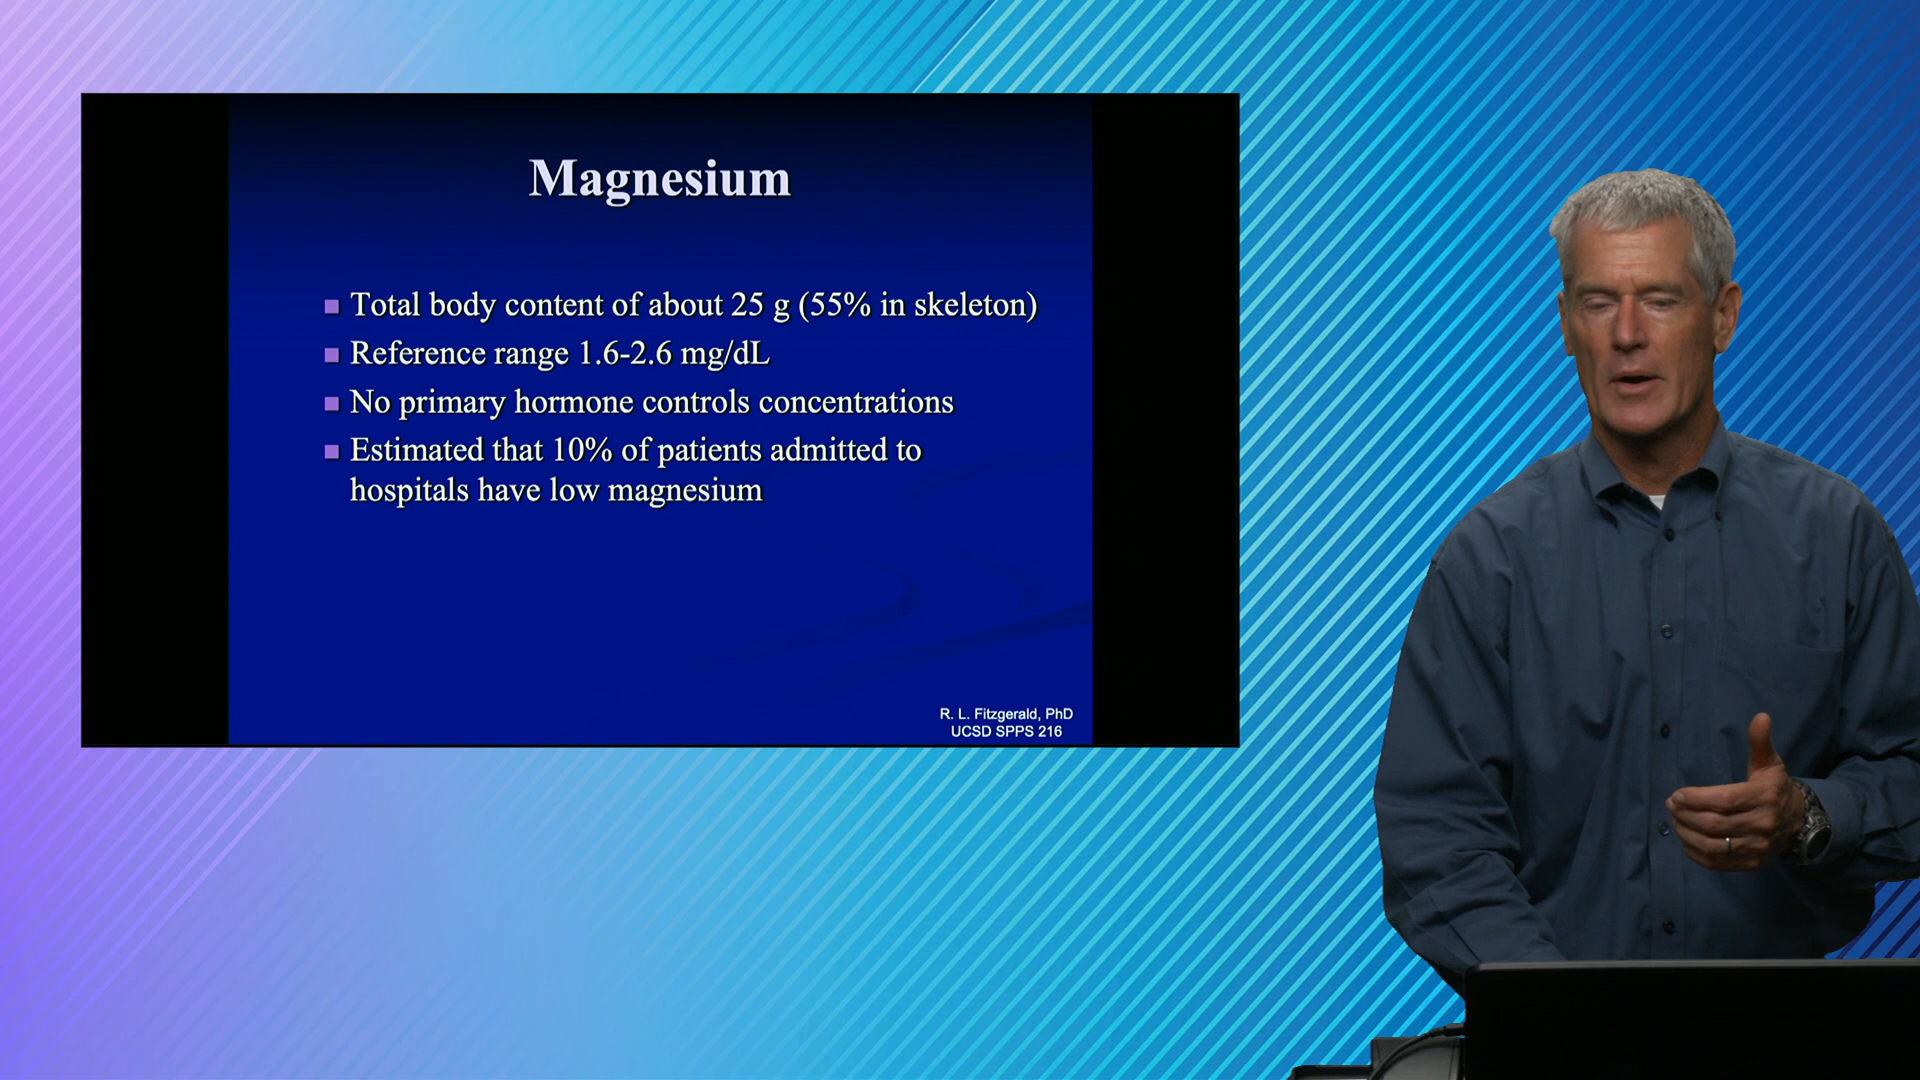 Magnesium
Total body content of about 25 g (55% in skeleton)
Reference range 1.6-2.6 mg/dL
No primary hormone controls concentrations
Estimated that 10% of patients admitted to
hospitals have low magnesium
R. L. Fitzgerald, PhD
UCSD SPPS 216